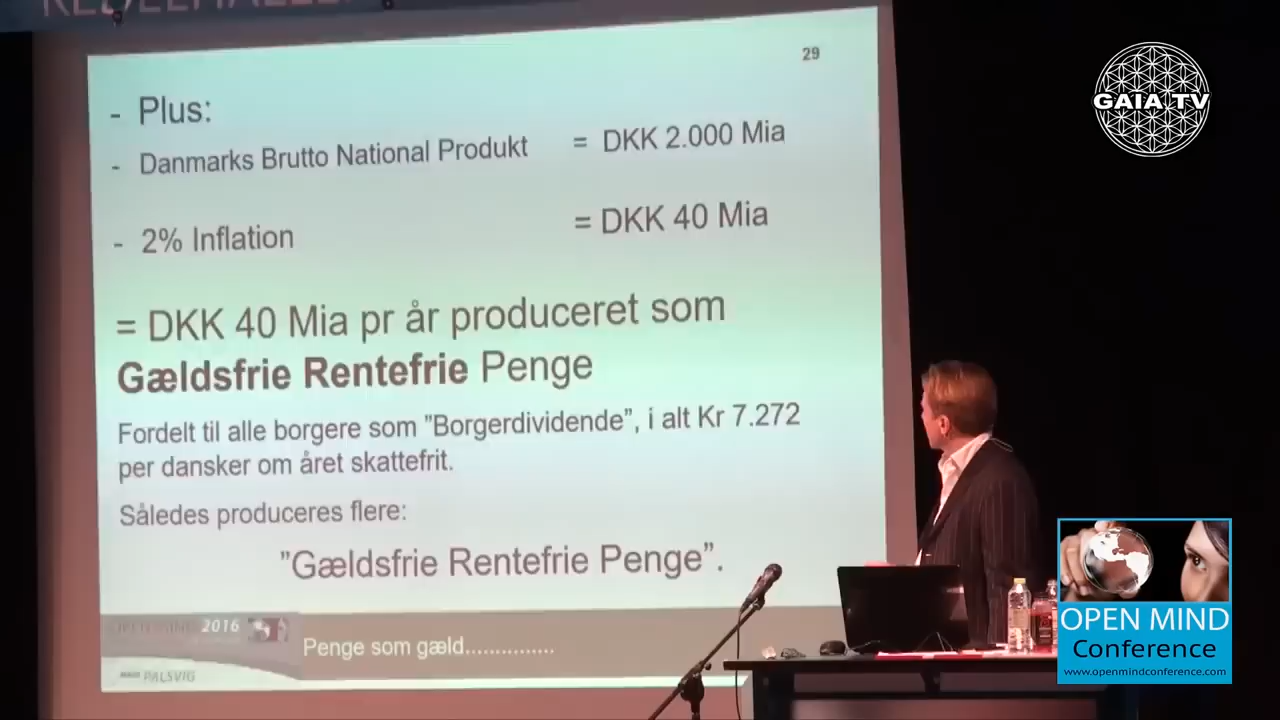 29
GAIA.TV
- Plus:
- Danmarks Brutto National Produkt = DKK 2.000 Mia
- 2% Inflation = DKK 40 Mia
= DKK 40 Mia pr år produceret som
Gældsfrie Rentefrie Penge
Fordelt til alle borgere som ”Borgerdividende”, i alt Kr 7.272
per dansker om året skattefrit.
Således produceres flere:
”Gældsfrie Rentefrie Penge”.
2016
Penge som gæld..............
PALSVIG
OPEN MIND
Conference
www.openmindconference.com